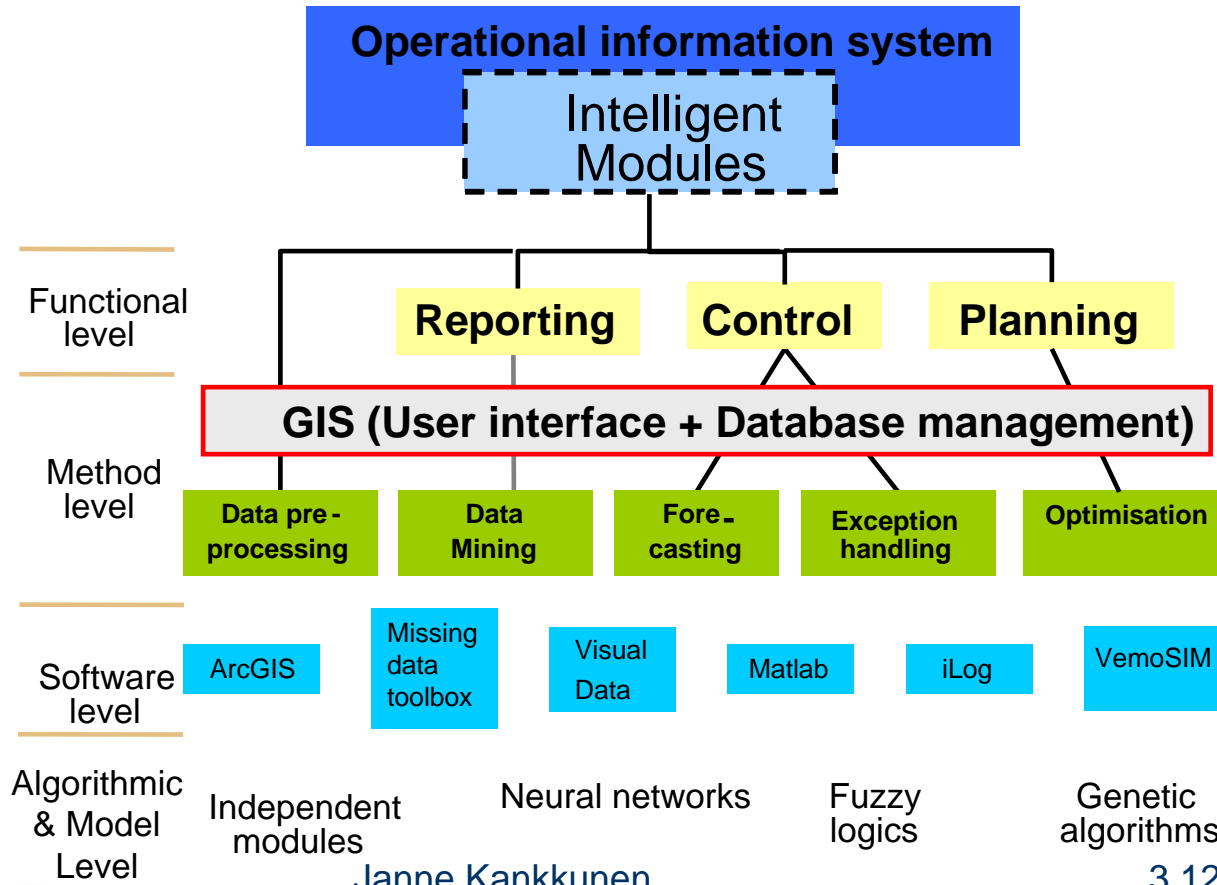 Operational information system
Intelligent
Modules
Functional
level
Reporting
Control
Planning
GIS (User interface + Database management)
Method
level
Data pre-
processing
Data
Mining
Fore-
casting
Exception
handling
Optimisation
Software
level
ArcGIS
Missing
data
toolbox
Visual
Data
Matlab
iLog
VemoSIM
Algorithmic
& Model
Level
Independent
modules
Neural networks
Fuzzy
logics
Genetic
algorithms
Janne Kankkunen
3.12